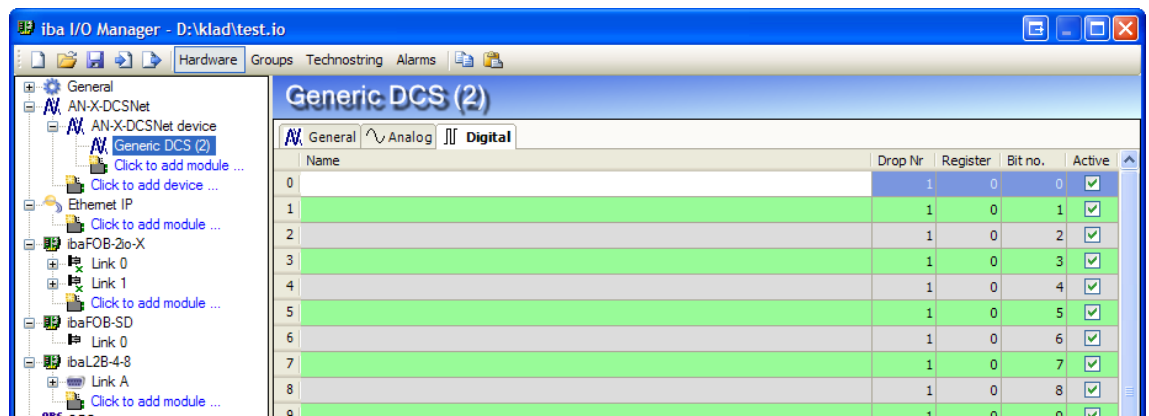 iba I/O Manager - D:\klad\test.io
Hardware Groups Technostring Alarms
General
AN-X-DCSNet
AN-X-DCSNet device
Generic DCS (2)
Click to add module ...
Click to add device ...
Ethernet IP
Click to add module ...
ibaFOB-2io-X
Link 0
Link 1
Click to add module ...
ibaFOB-SD
Link 0
ibaL2B-4-8
Link A
Click to add module ...
Generic DCS (2)
General Analog Digital
Name Drop Nr Register Bit no. Active
0 1 0 0
1 1 0 1
2 1 0 2
3 1 0 3
4 1 0 4
5 1 0 5
6 1 0 6
7 1 0 7
8 1 0 8
9 1 0 9